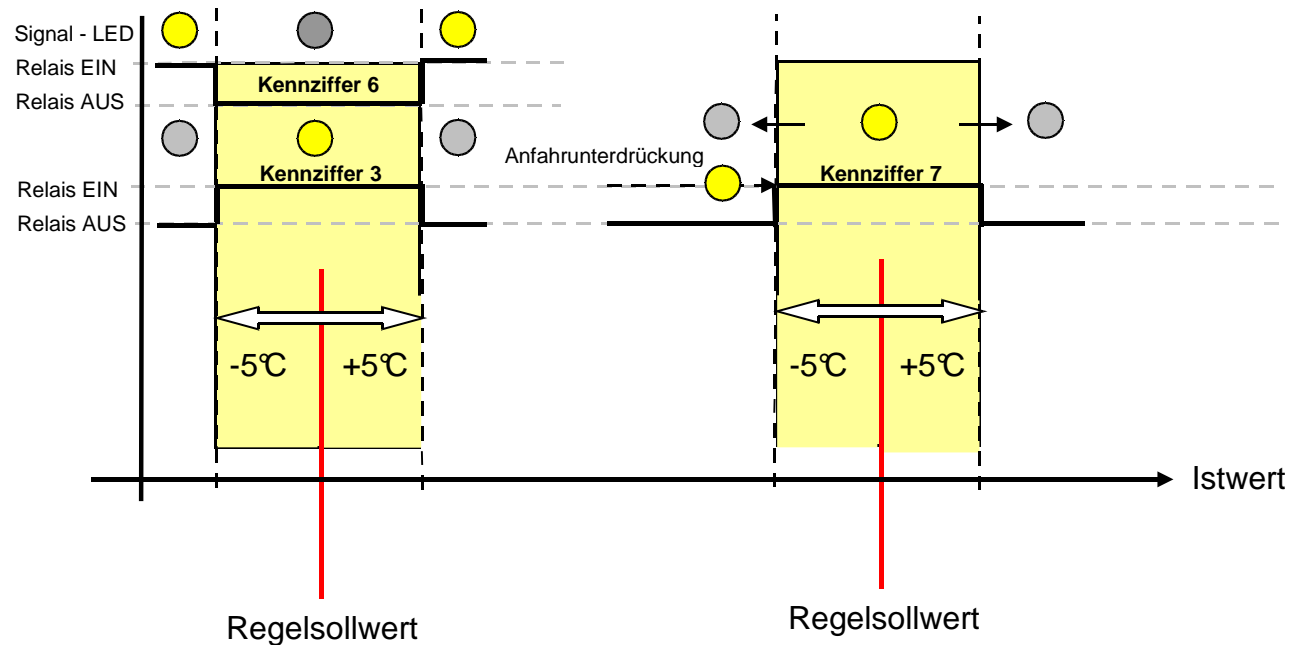 Signal - LED
Relais EIN
Kennziffer 6
Relais AUS
Kennziffer 3
Relais EIN
Relais AUS
-5°C +5°C
Regelsollwert
Anfahrunterdrückung
Kennziffer 7
-5°C +5°C
Regelsollwert
Istwert